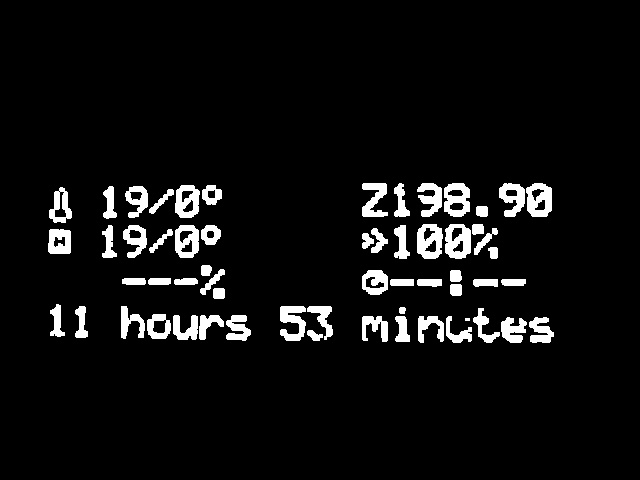 19/0° Z198.90
19/0° »100%
---% --:--
11 hours 53 minutes